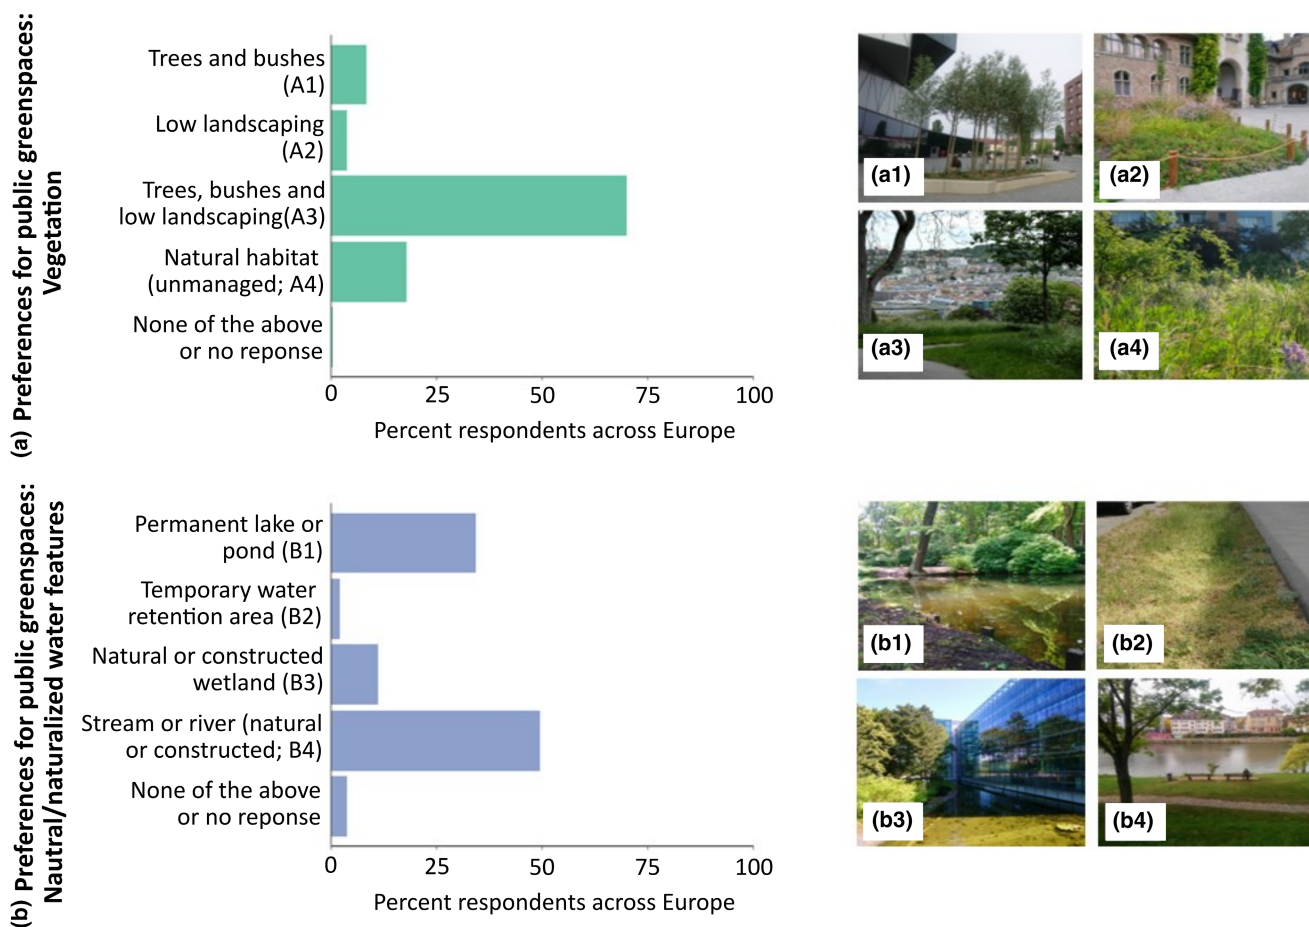 (a) Preferences for public greenspaces:
Vegetation
Trees and bushes
(A1)
Low landscaping
(A2)
Trees, bushes and
low landscaping(A3)
Natural habitat
(unmanaged; A4)
None of the above
or no reponse
0 25 50 75 100
Percent respondents across Europe
(a1)
(a2)
(a3)
(a4)
(b) Preferences for public greenspaces:
Nautral/naturalized water features
Permanent lake or
pond (B1)
Temporary water
retention area (B2)
Natural or constructed
wetland (B3)
Stream or river (natural
or constructed; B4)
None of the above
or no reponse
0 25 50 75 100
Percent respondents across Europe
(b1)
(b2)
(b3)
(b4)